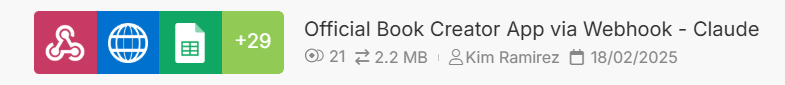 +29
Official Book Creator App via Webhook - Claude
21 2.2 MB Kim Ramirez 18/02/2025